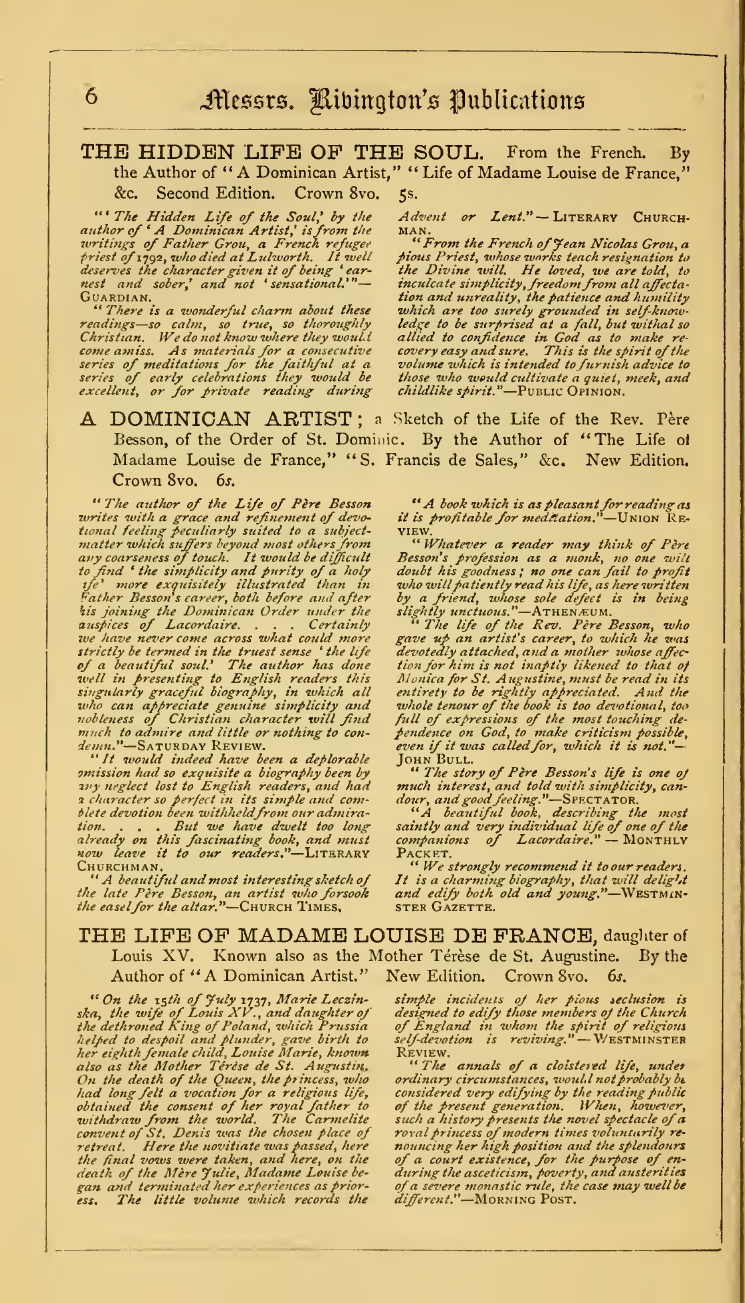 6
Messrs. Rivington's Publications
THE HIDDEN LIFE OF THE SOUL. From the French. By
the Author of "A Dominican Artist," "Life of Madame Louise de France,"
&c. Second Edition. Crown 8vo. 5s.
"'The Hidden Life of the Soul,' by the
author of 'A Dominican Artist,' is from the
writings of Father Grou, a French refugee
priest of 1792, who died at Lulworth. It well
deserves the character given it of being 'ear-
nest and sober,' and not 'sensational.'"—
GUARDIAN.
"There is a wonderful charm about these
readings—so calm, so true, so thoroughly
Christian. We do not know where they would
come amiss. As materials for a consecutive
series of meditations for the faithful at a
series of early celebrations they would be
excellent, or for private reading during
Advent or Lent."—LITERARY CHURCH-
MAN.
"From the French of Jean Nicolas Grou, a
pious Priest, whose works teach resignation to
the Divine will. He loved, we are told, to
inculcate simplicity, freedom from all affecta-
tion and unreality, the patience and humility
which are too surely grounded in self-know-
ledge to be surprised at a fall, but withal so
allied to confidence in God as to make re-
covery easy and sure. This is the spirit of the
volume which is intended to furnish advice to
those who would cultivate a quiet, meek, and
childlike spirit."—PUBLIC OPINION.
A DOMINICAN ARTIST; a Sketch of the Life of the Rev. Père
Besson, of the Order of St. Dominic. By the Author of "The Life of
Madame Louise de France," "S. Francis de Sales," &c. New Edition.
Crown 8vo. 6s.
"The author of the Life of Père Besson
writes with a grace and refinement of devo-
tional feeling peculiarly suited to a subject-
matter which suffers beyond most others from
any coarseness of touch. It would be difficult
to find 'the simplicity and purity of a holy
ife' more exquisitely illustrated than in
Father Besson's career, both before and after
his joining the Dominican Order under the
auspices of Lacordaire. . . . Certainly
we have never come across what could more
strictly be termed in the truest sense 'the life
of a beautiful soul.' The author has done
well in presenting to English readers this
singularly graceful biography, in which all
who can appreciate genuine simplicity and
nobleness of Christian character will find
much to admire and little or nothing to con-
demn."—SATURDAY REVIEW.
"It would indeed have been a deplorable
omission had so exquisite a biography been by
any neglect lost to English readers, and had
a character so perfect in its simple and com-
plete devotion been withheld from our admira-
tion. . . . But we have dwelt too long
already on this fascinating book, and must
now leave it to our readers."—LITERARY
CHURCHMAN.
"A beautiful and most interesting sketch of
the late Père Besson, an artist who forsook
the easel for the altar."—CHURCH TIMES.
"A book which is as pleasant for reading as
it is profitable for meditation."—UNION RE-
VIEW.
"Whatever a reader may think of Père
Besson's profession as a monk, no one will
doubt his goodness; no one can fail to profit
who will patiently read his life, as here written
by a friend, whose sole defect is in being
slightly unctuous."—ATHENÆUM.
"The life of the Rev. Père Besson, who
gave up an artist's career, to which he was
devotedly attached, and a mother whose affec-
tion for him is not inaptly likened to that of
Monica for St. Augustine, must be read in its
entirety to be rightly appreciated. And the
whole tenour of the book is too devotional, too
full of expressions of the most touching de-
pendence on God, to make criticism possible,
even if it was called for, which it is not."—
JOHN BULL.
"The story of Père Besson's life is one of
much interest, and told with simplicity, can-
dour, and good feeling."—SPECTATOR.
"A beautiful book, describing the most
saintly and very individual life of one of the
companions of Lacordaire."—MONTHLY
PACKET.
"We strongly recommend it to our readers.
It is a charming biography, that will delight
and edify both old and young."—WESTMIN-
STER GAZETTE.
THE LIFE OF MADAME LOUISE DE FRANCE, daughter of
Louis XV. Known also as the Mother Térèse de St. Augustine. By the
Author of "A Dominican Artist." New Edition. Crown 8vo. 6s.
"On the 15th of July 1737, Marie Leczin-
ska, the wife of Louis XV., and daughter of
the dethroned King of Poland, which Prussia
helped to despoil and plunder, gave birth to
her eighth female child, Louise Marie, known
also as the Mother Térèse de St. Augustin.
On the death of the Queen, the princess, who
had long felt a vocation for a religious life,
obtained the consent of her royal father to
withdraw from the world. The Carmelite
convent of St. Denis was the chosen place of
retreat. Here the novitiate was passed, here
the final vows were taken, and here, on the
death of the Mère Julie, Madame Louise be-
gan and terminated her experiences as prior-
ess. The little volume which records the
simple incidents of her pious seclusion is
designed to edify those members of the Church
of England in whom the spirit of religious
self-devotion is reviving."—WESTMINSTER
REVIEW.
"The annals of a cloistered life, under
ordinary circumstances, would not probably be
considered very edifying by the reading public
of the present generation. When, however,
such a history presents the novel spectacle of a
royal princess of modern times voluntarily re-
nouncing her high position and the splendours
of a court existence, for the purpose of en-
during the asceticism, poverty, and austerities
of a severe monastic rule, the case may well be
different."—MORNING POST.